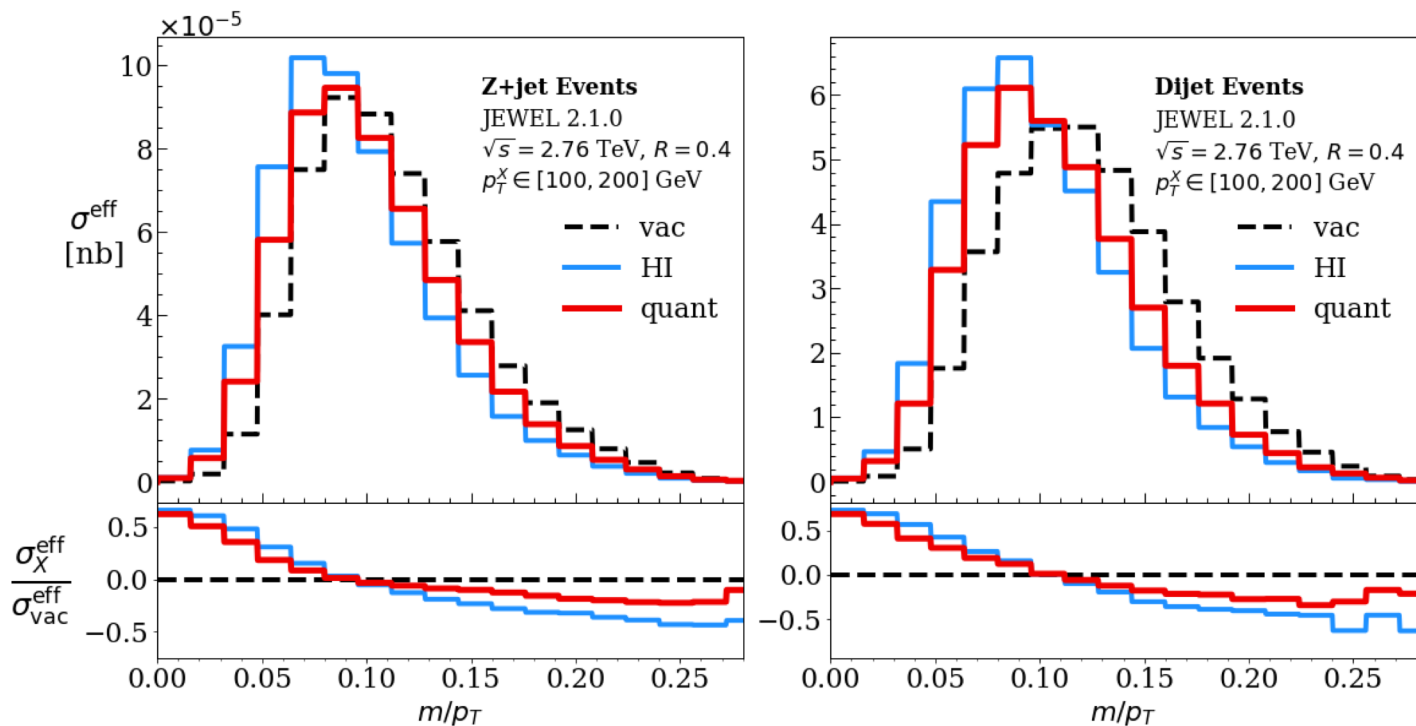 ×10⁻⁵
10
8
6
4
2
0
σ^eff
[nb]
Z+jet Events
JEWEL 2.1.0
√s = 2.76 TeV, R = 0.4
p_T^X ∈ [100, 200] GeV
vac
HI
quant
0.5
0.0
−0.5
σ_X^eff
σ_vac^eff
0.00 0.05 0.10 0.15 0.20 0.25
m/p_T
6
5
4
3
2
1
0
Dijet Events
JEWEL 2.1.0
√s = 2.76 TeV, R = 0.4
p_T^X ∈ [100, 200] GeV
vac
HI
quant
0.5
0.0
−0.5
0.00 0.05 0.10 0.15 0.20 0.25
m/p_T